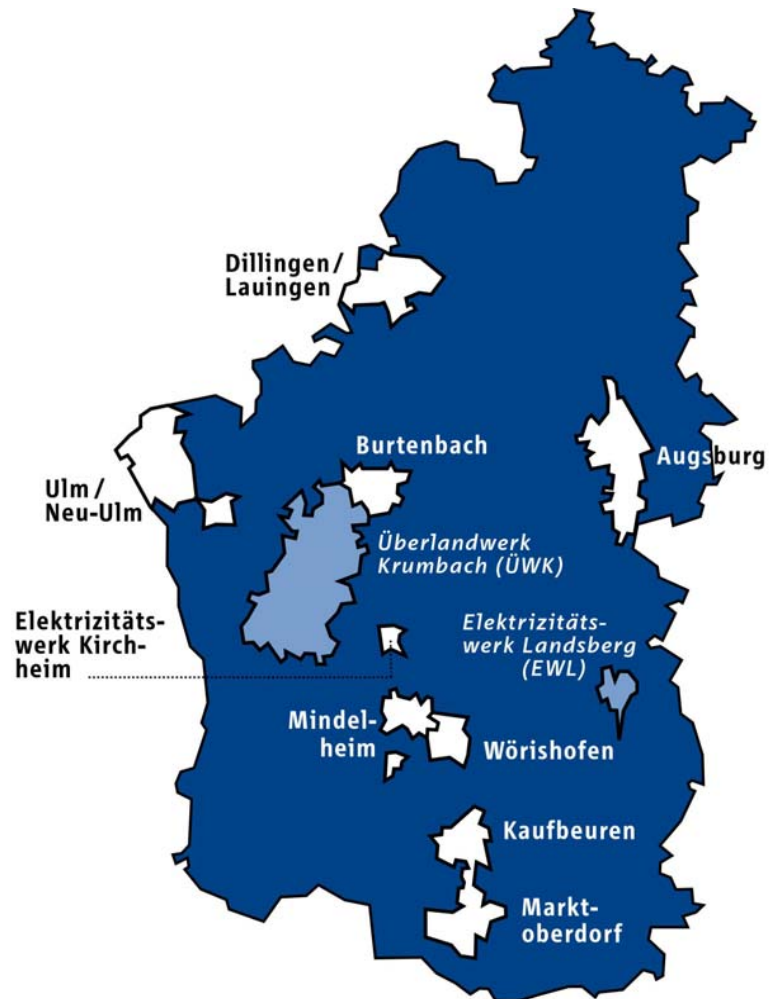 Dillingen/
Lauingen
Burtenbach
Augsburg
Ulm /
Neu-Ulm
Überlandwerk
Krumbach (ÜWK)
Elektrizitäts-
werk Kirch-
heim
Elektrizitäts-
werk Landsberg
(EWL)
Mindel-
heim
Wörishofen
Kaufbeuren
Markt-
oberdorf